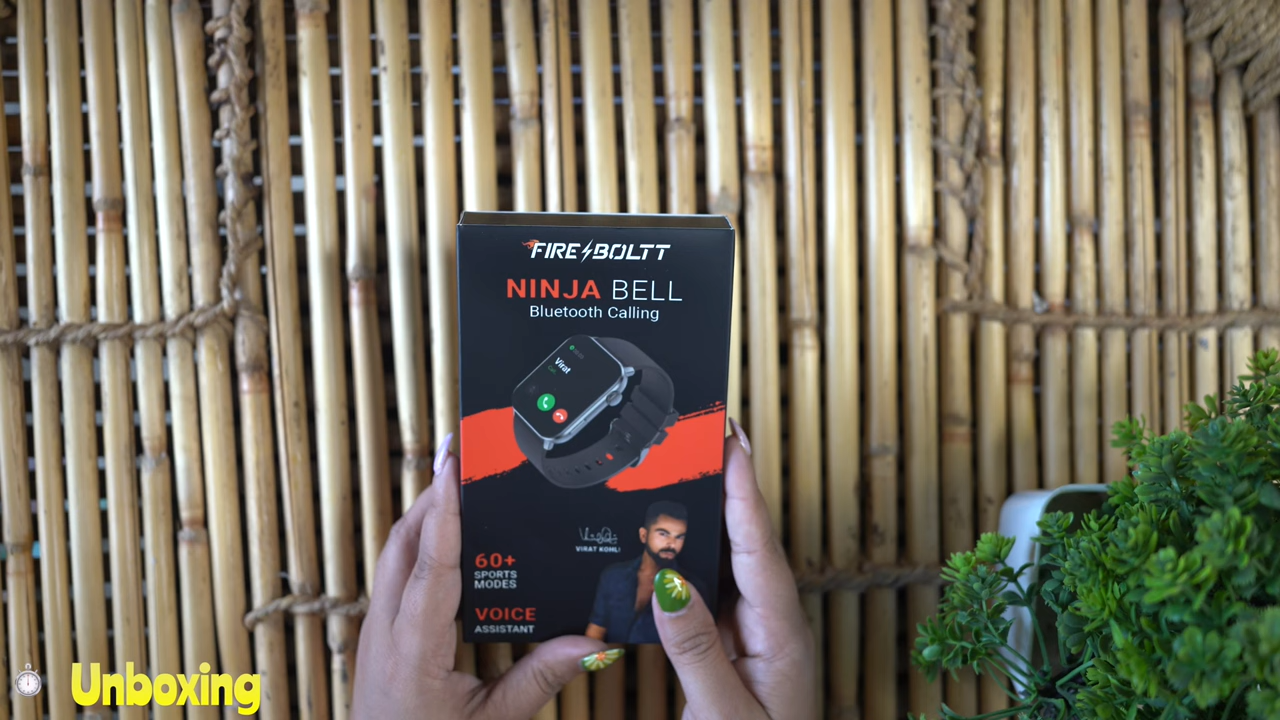 FIRE BOLTT
NINJA BELL
Bluetooth Calling
Virat
VIRAT KOHLI
60+
SPORTS
MODES
VOICE
ASSISTANT
Unboxing